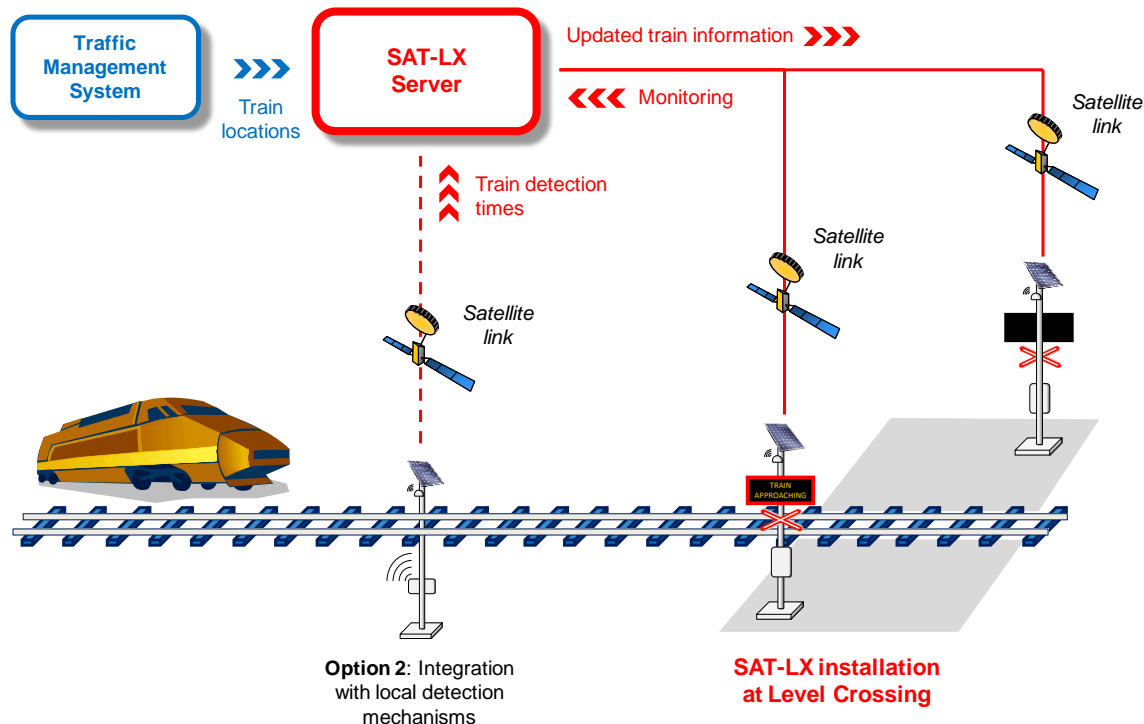 Traffic
Management
System
Train
locations
SAT-LX
Server
Updated train information
Monitoring
Satellite
link
Train detection
times
Satellite
link
Satellite
link
TRAIN
APPROACHING
Option 2: Integration
with local detection
mechanisms
SAT-LX installation
at Level Crossing